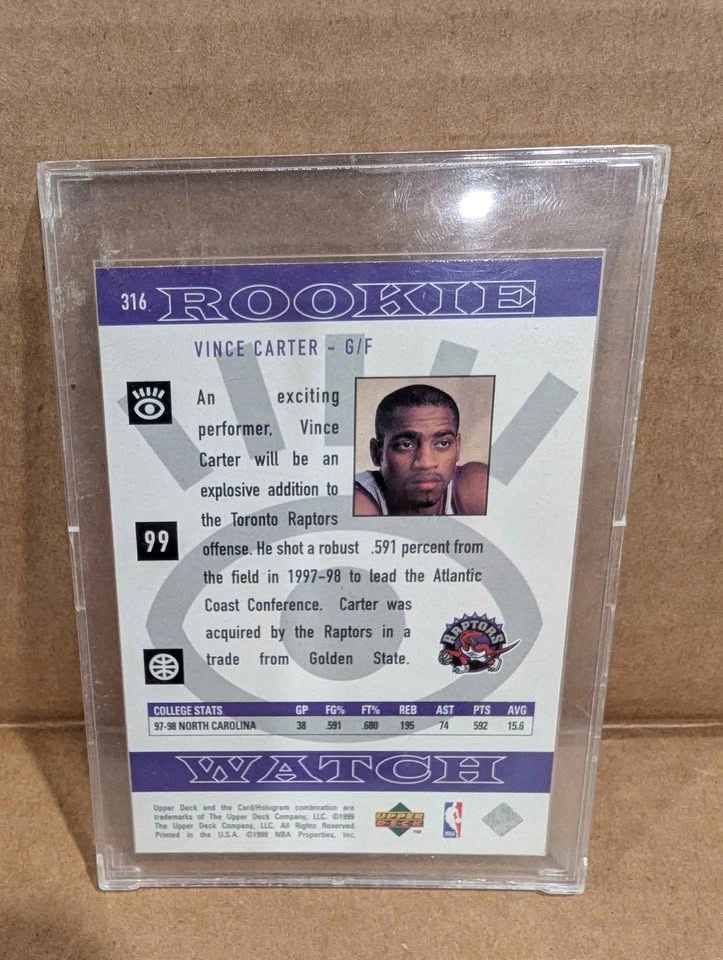 316 ROOKIE
VINCE CARTER – G/F
An exciting
performer, Vince
Carter will be an
explosive addition to
the Toronto Raptors
offense. He shot a robust .591 percent from
the field in 1997-98 to lead the Atlantic
Coast Conference. Carter was
acquired by the Raptors in a
trade from Golden State.
99
RAPTORS
COLLEGE STATS GP FG% FT% REB AST PTS AVG
97-98 NORTH CAROLINA 38 .591 .680 195 74 592 15.6
WATCH
Upper Deck and the Card/Hologram combination are
trademarks of The Upper Deck Company, LLC. ©1999
The Upper Deck Company, LLC. All Rights Reserved.
Printed in the U.S.A. ©1999 NBA Properties, Inc.
UPPER
DECK
TM
NBA